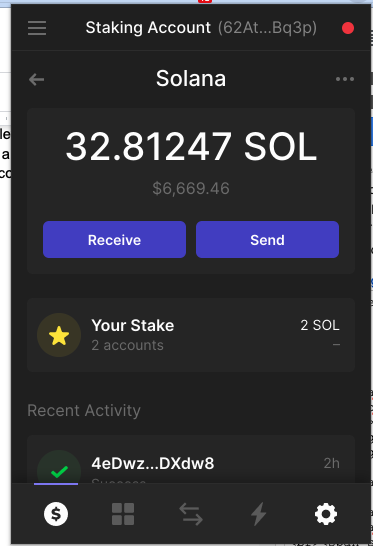 Staking Account (62At...Bq3p)
Solana
32.81247 SOL
$6,669.46
Receive
Send
Your Stake
2 SOL
2 accounts
–
Recent Activity
4eDwz...DXdw8
2h
Success